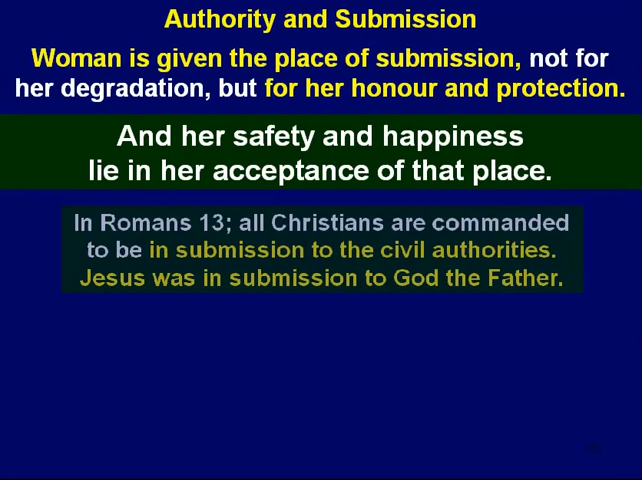 Authority and Submission
Woman is given the place of submission, not for
her degradation, but for her honour and protection.
And her safety and happiness
lie in her acceptance of that place.
In Romans 13; all Christians are commanded
to be in submission to the civil authorities.
Jesus was in submission to God the Father.